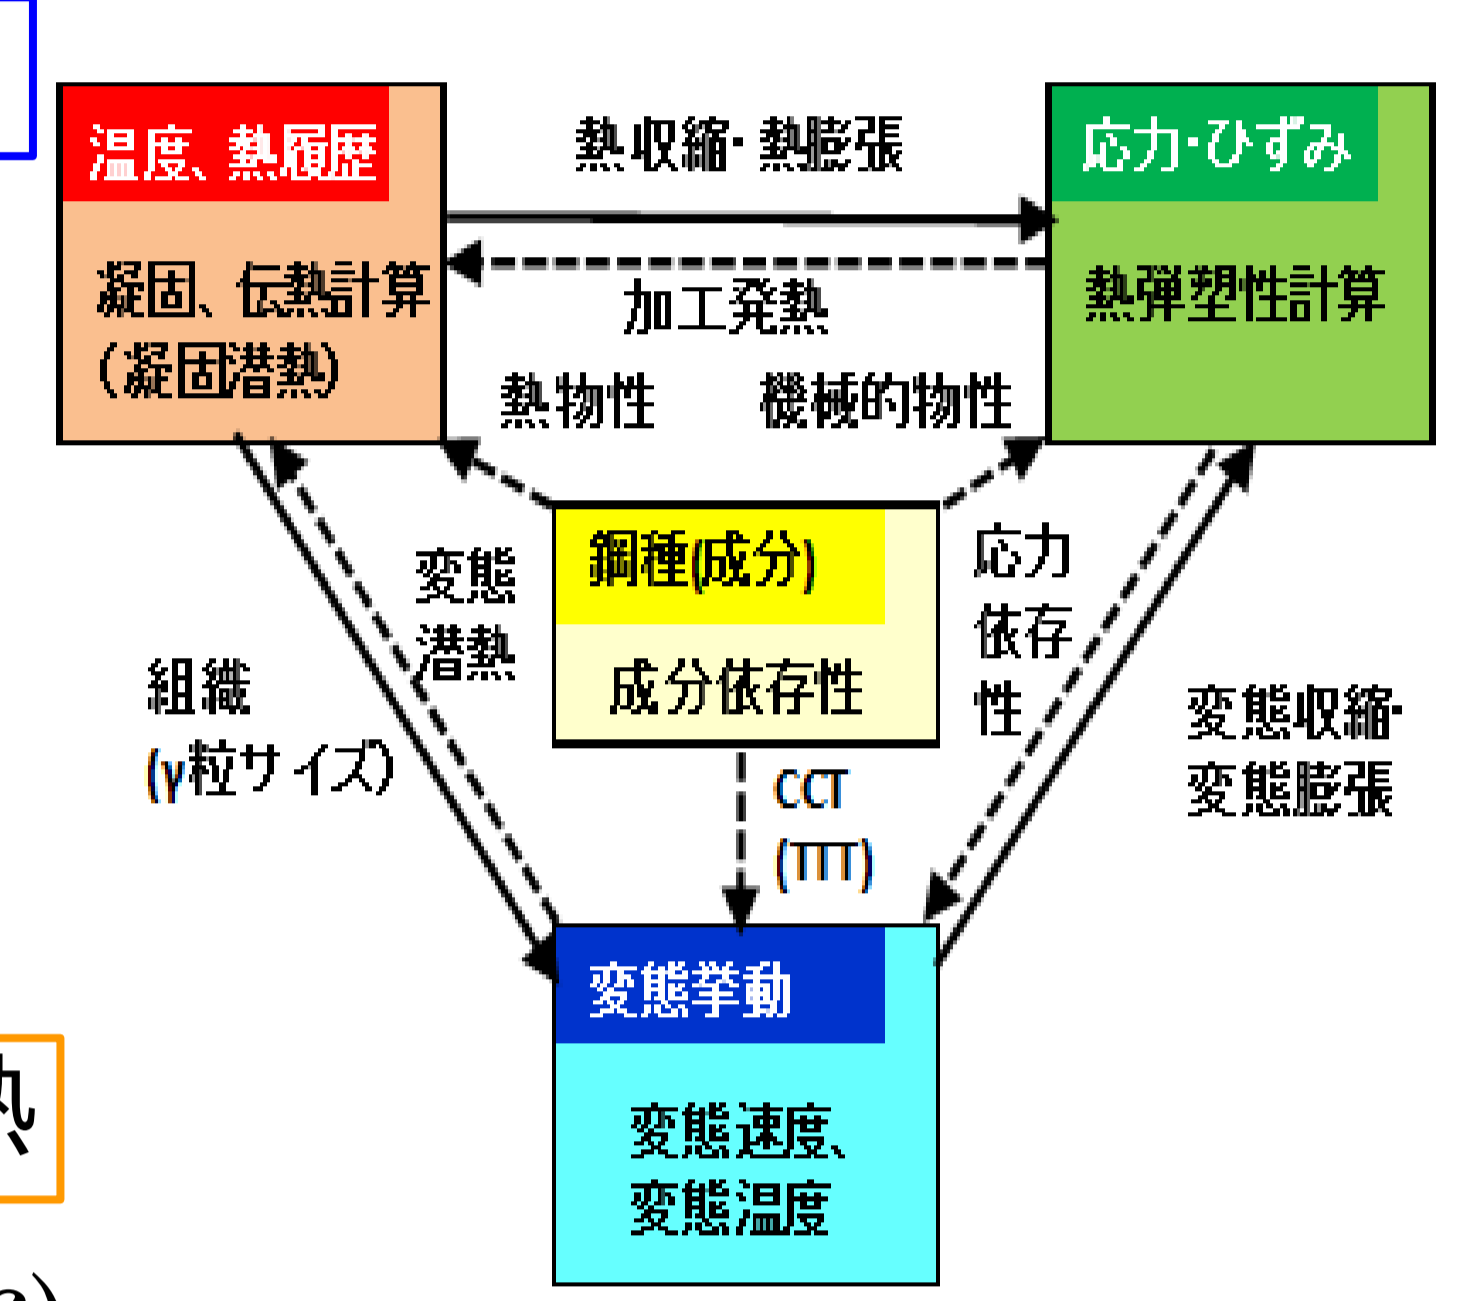 温度、熱履歴
凝固、伝熱計算
(凝固潜熱)
熱収縮・熱膨張
加工発熱
応力・ひずみ
熱弾塑性計算
熱物性
機械的物性
鋼種(成分)
成分依存性
変態
潜熱
応力
依存
性
組織
(γ粒サイズ)
変態収縮・
変態膨張
CCT
(TTT)
変態挙動
変態速度、
変態温度
熱